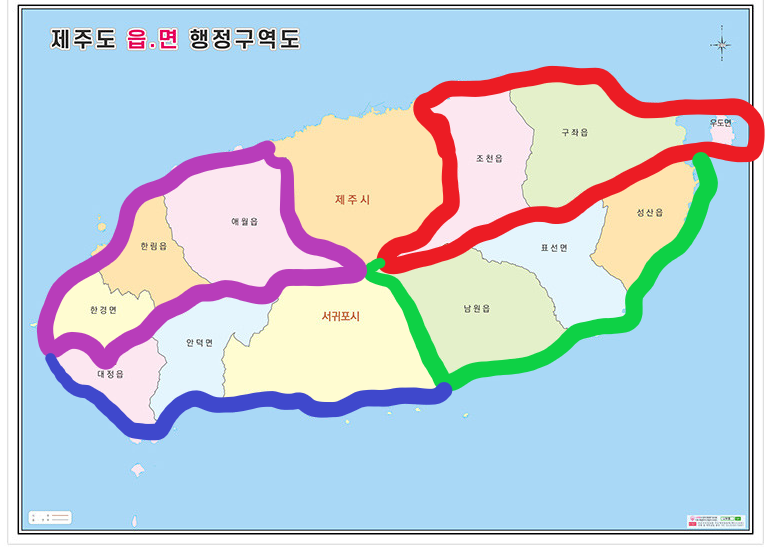 제주도 읍.면 행정구역도
우도면
구좌읍
조천읍
제주시
성산읍
애월읍
한림읍
표선면
한경면
남원읍
서귀포시
안덕면
대정읍